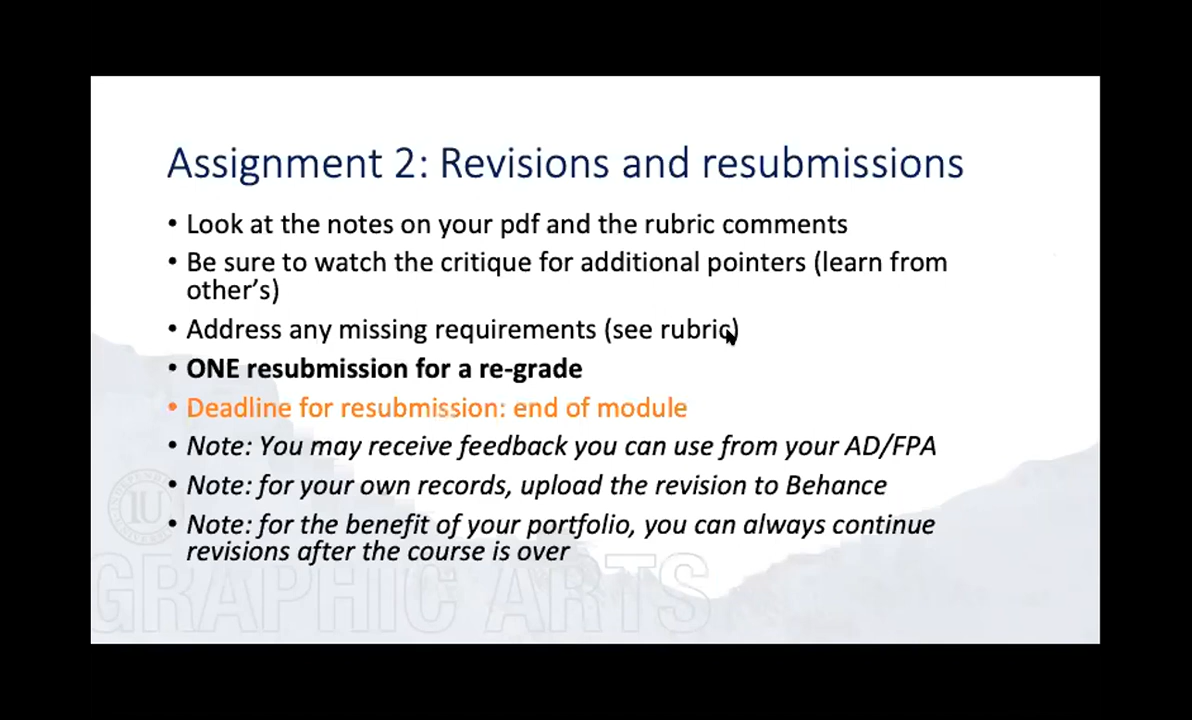 Assignment 2: Revisions and resubmissions
• Look at the notes on your pdf and the rubric comments
• Be sure to watch the critique for additional pointers (learn from
other's)
• Address any missing requirements (see rubric)
• ONE resubmission for a re-grade
• Deadline for resubmission: end of module
• Note: You may receive feedback you can use from your AD/FPA
• Note: for your own records, upload the revision to Behance
• Note: for the benefit of your portfolio, you can always continue
revisions after the course is over
IU
GRAPHIC ARTS